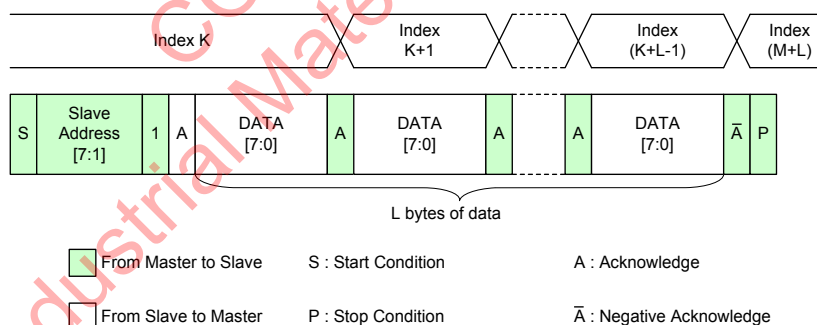 Index K
Index
K+1
Index
(K+L-1)
Index
(M+L)
S
Slave
Address
[7:1]
1
A
DATA
[7:0]
A
DATA
[7:0]
A
A
DATA
[7:0]
A̅
P
L bytes of data
From Master to Slave
S : Start Condition
A : Acknowledge
From Slave to Master
P : Stop Condition
A̅ : Negative Acknowledge